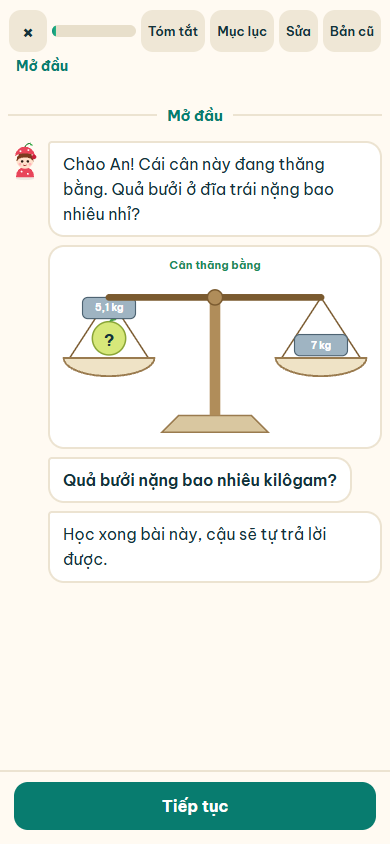 ×
Tóm tắt
Mục lục
Sửa
Bản cũ
Mở đầu
Mở đầu
Chào An! Cái cân này đang thăng
bằng. Quả bưởi ở đĩa trái nặng bao
nhiêu nhỉ?
Cân thăng bằng
5,1 kg
?
7 kg
Quả bưởi nặng bao nhiêu kilôgam?
Học xong bài này, cậu sẽ tự trả lời
được.
Tiếp tục